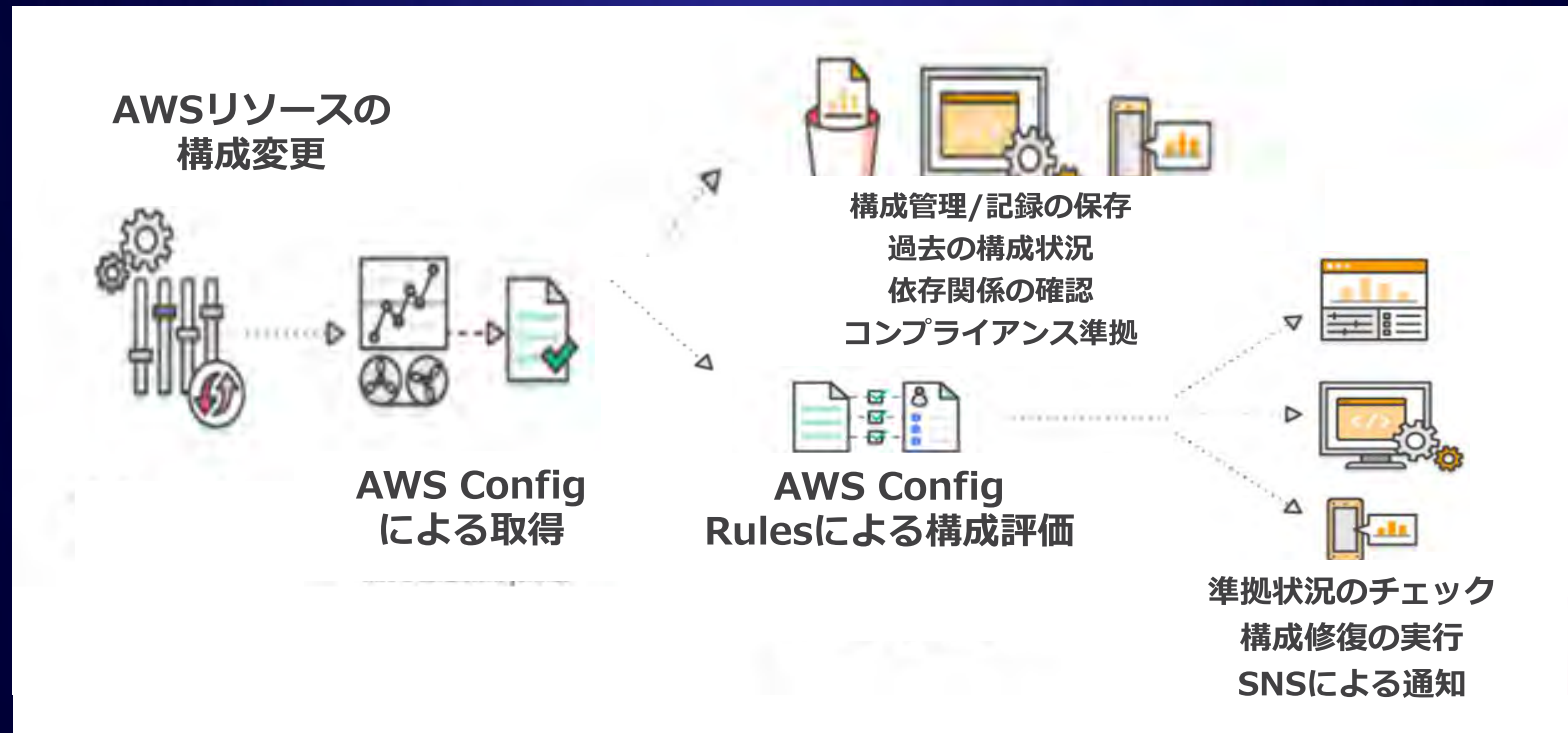 AWSリソースの
構成変更
構成管理/記録の保存
過去の構成状況
依存関係の確認
コンプライアンス準拠
AWS Config
による取得
AWS Config
Rulesによる構成評価
</>
準拠状況のチェック
構成修復の実行
SNSによる通知